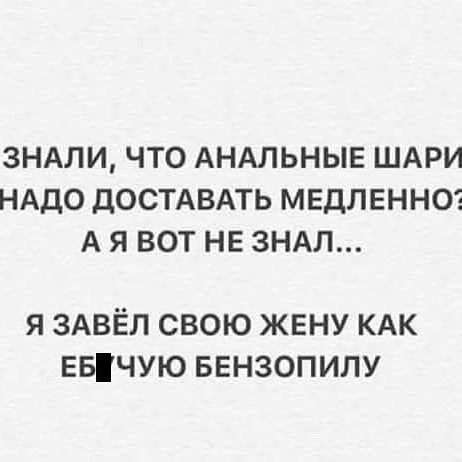 ЗНАЛИ, ЧТО АНАЛЬНЫЕ ШАРИ
НАДО ДОСТАВАТЬ МЕДЛЕННО?
А Я ВОТ НЕ ЗНАЛ...
Я ЗАВЁЛ СВОЮ ЖЕНУ КАК
БЕНЗОПИЛУ